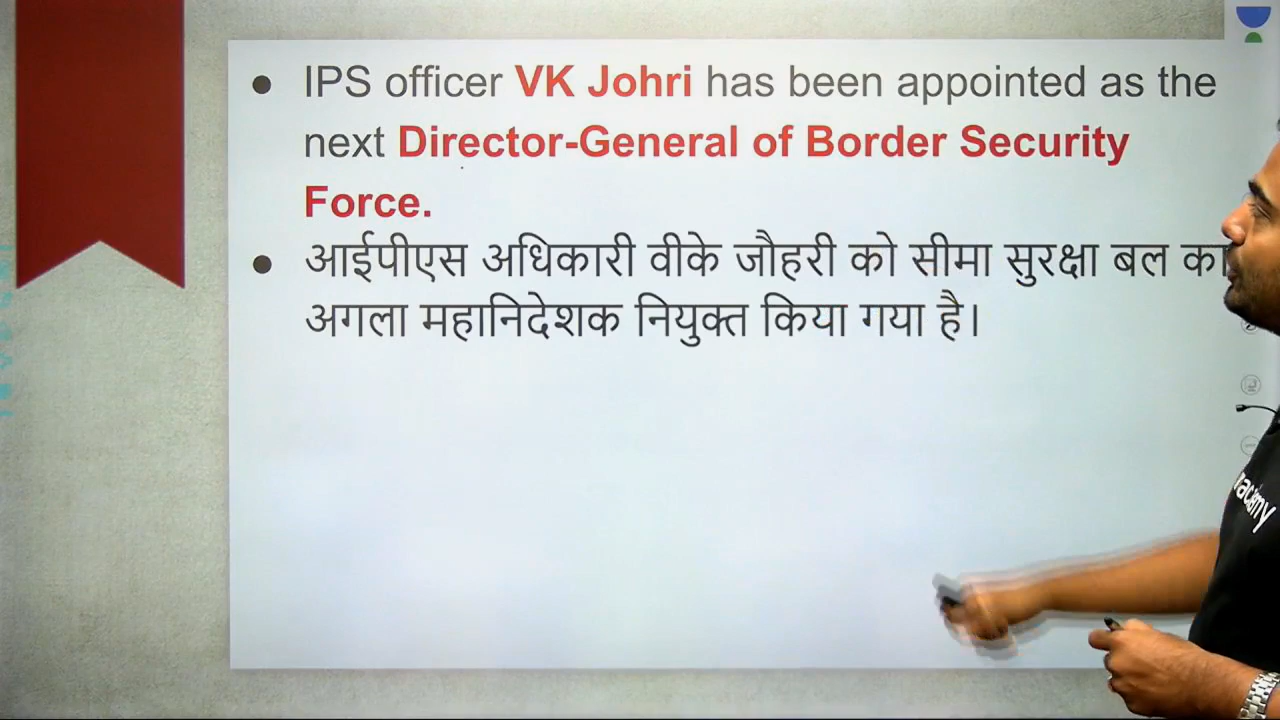 IPS officer VK Johri has been appointed as the
next Director-General of Border Security
Force.
आईपीएस अधिकारी वीके जौहरी को सीमा सुरक्षा बल का
अगला महानिदेशक नियुक्त किया गया है।